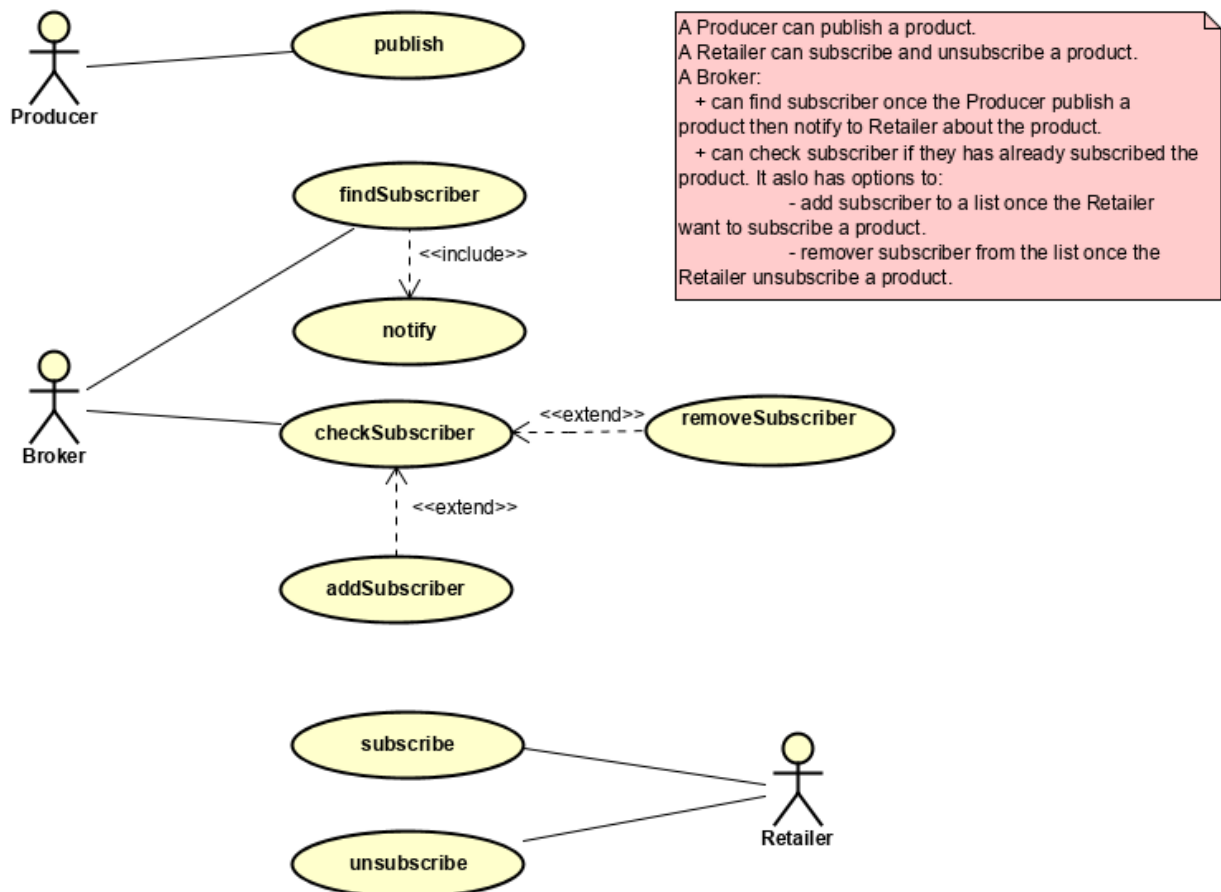 publish
Producer
A Producer can publish a product.
A Retailer can subscribe and unsubscribe a product.
A Broker:
+ can find subscriber once the Producer publish a
product then notify to Retailer about the product.
+ can check subscriber if they has already subscribed the
product. It aslo has options to:
- add subscriber to a list once the Retailer
want to subscribe a product.
- remover subscriber from the list once the
Retailer unsubscribe a product.
findSubscriber
<<include>>
notify
Broker
checkSubscriber
<<extend>>
removeSubscriber
<<extend>>
addSubscriber
subscribe
Retailer
unsubscribe